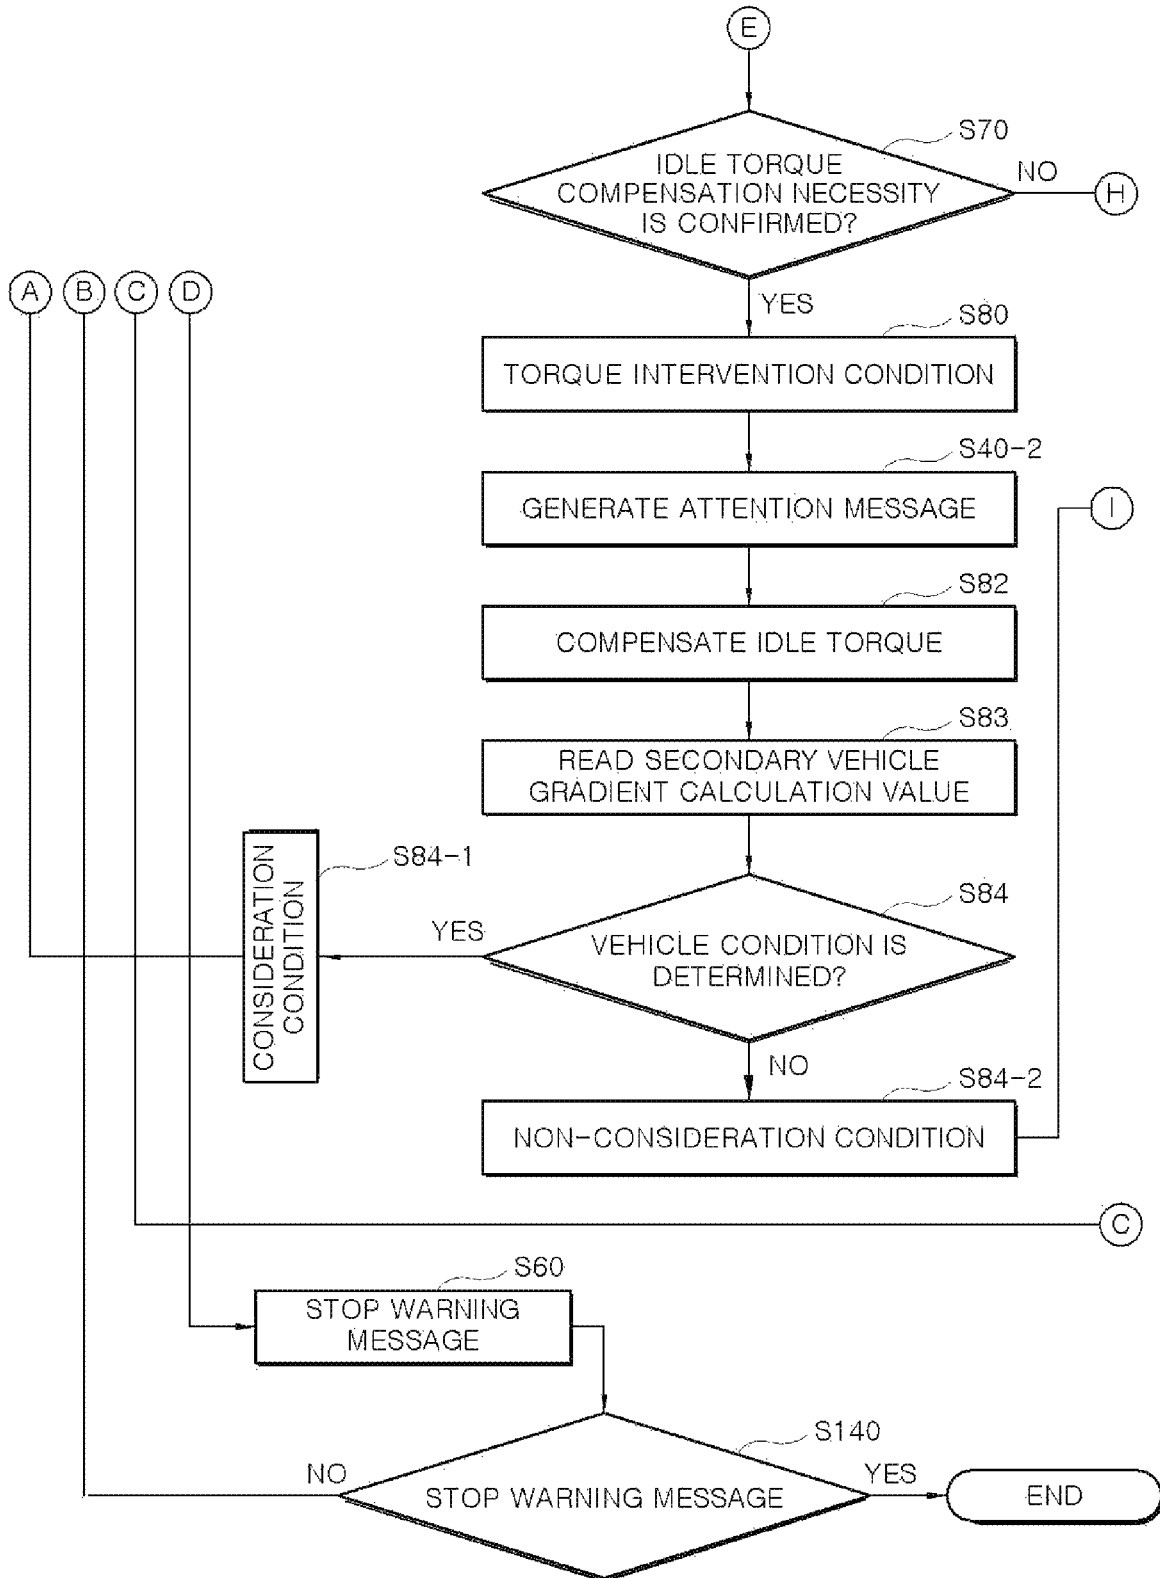 E
S70
IDLE TORQUE
COMPENSATION NECESSITY
IS CONFIRMED?
NO
H
A B C D
YES
S80
TORQUE INTERVENTION CONDITION
S40-2
GENERATE ATTENTION MESSAGE
I
S82
COMPENSATE IDLE TORQUE
S83
READ SECONDARY VEHICLE
GRADIENT CALCULATION VALUE
S84-1
CONSIDERATION
CONDITION
YES
S84
VEHICLE CONDITION IS
DETERMINED?
NO
S84-2
NON-CONSIDERATION CONDITION
C
S60
STOP WARNING
MESSAGE
S140
NO
STOP WARNING MESSAGE
YES
END